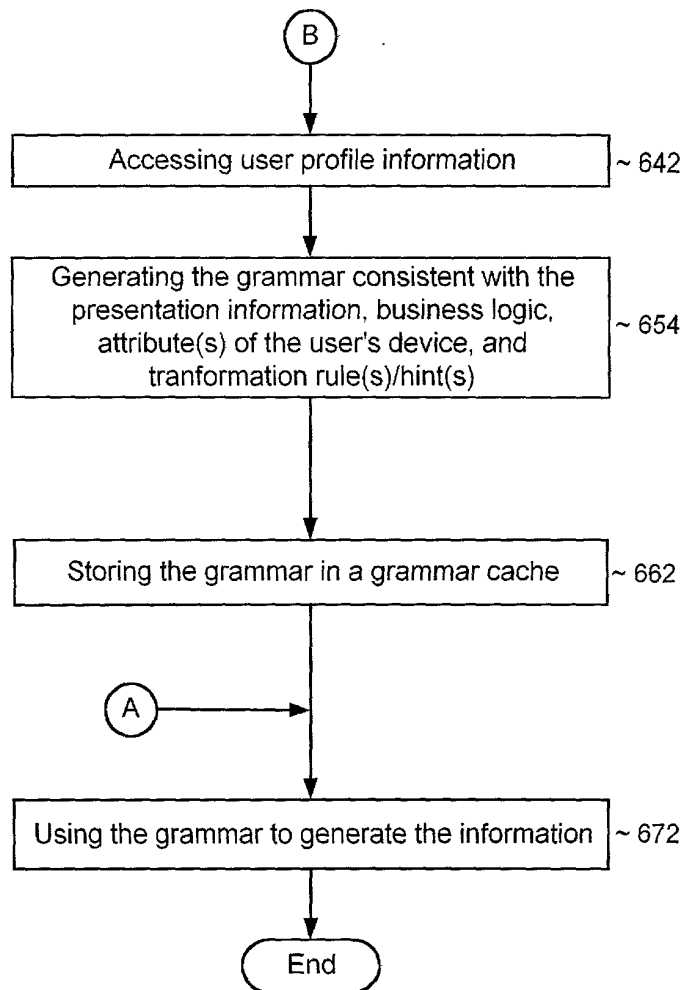 B
Accessing user profile information
~ 642
Generating the grammar consistent with the
presentation information, business logic,
attribute(s) of the user's device, and
tranformation rule(s)/hint(s)
~ 654
Storing the grammar in a grammar cache
~ 662
A
Using the grammar to generate the information
~ 672
End